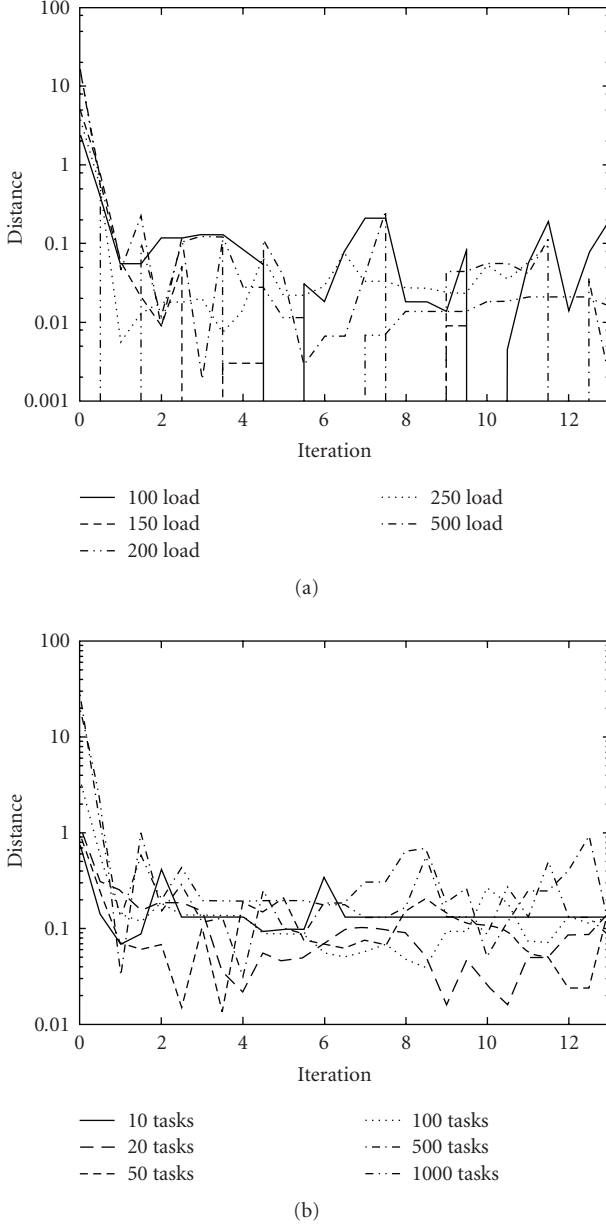 100
10
1
0.1
0.01
0.001
Distance
0 2 4 6 8 10 12
Iteration
100 load
150 load
200 load
250 load
500 load
(a)
100
10
1
0.1
0.01
Distance
0 2 4 6 8 10 12
Iteration
10 tasks
20 tasks
50 tasks
100 tasks
500 tasks
1000 tasks
(b)